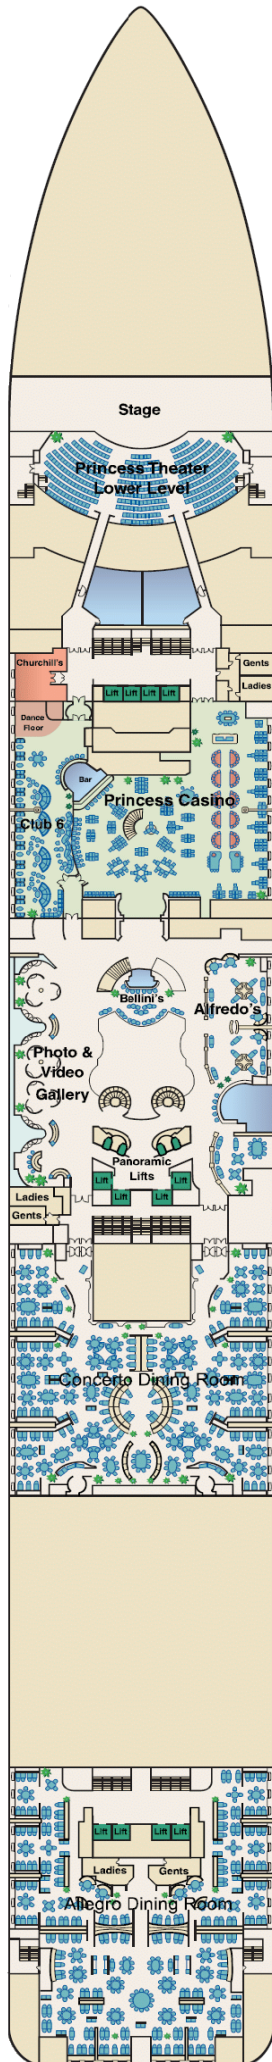 Stage
Princess Theater
Lower Level
Churchill's
Gents
Ladies
Lift Lift Lift Lift
Dance
Floor
Bar
Princess Casino
Club 6
Bellini's
Alfredo's
Photo &
Video
Gallery
Panoramic
Lifts
Lift Lift
Lift Lift
Ladies
Gents
Concerto Dining Room
Lift Lift Lift Lift
Ladies Gents
Allegro Dining Room